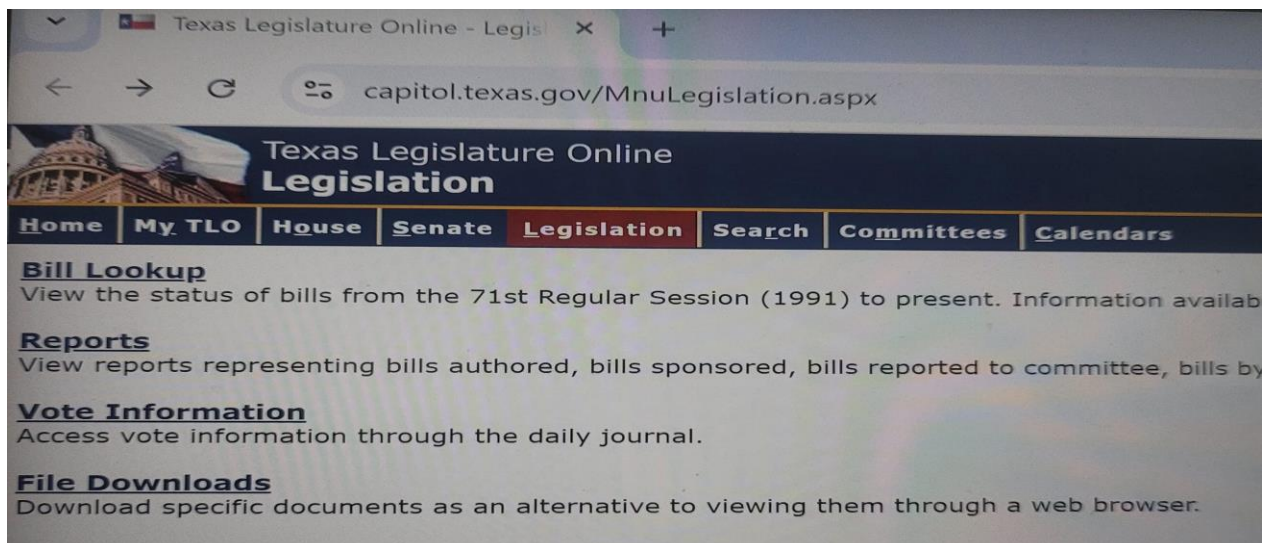 Texas Legislature Online - Legis
capitol.texas.gov/MnuLegislation.aspx
Texas Legislature Online
Legislation
Home My TLO House Senate Legislation Search Committees Calendars
Bill Lookup
View the status of bills from the 71st Regular Session (1991) to present. Information availab
Reports
View reports representing bills authored, bills sponsored, bills reported to committee, bills by
Vote Information
Access vote information through the daily journal.
File Downloads
Download specific documents as an alternative to viewing them through a web browser.